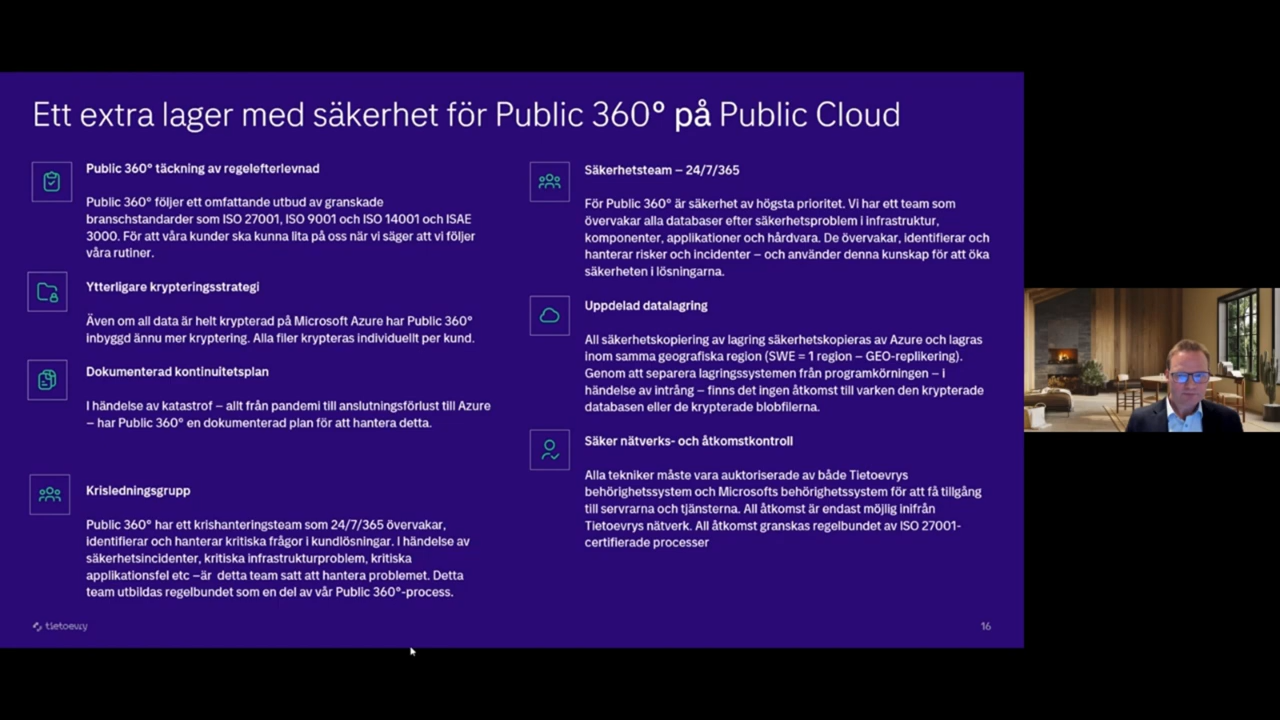 Ett extra lager med säkerhet för Public 360° på Public Cloud
Public 360° täckning av regelefterlevnad
Public 360° följer ett omfattande utbud av granskade
branschstandarder som ISO 27001, ISO 9001 och ISO 14001 och ISAE
3000. För att våra kunder ska kunna lita på oss när vi säger att vi följer
våra rutiner.
Ytterligare krypteringsstrategi
Även om all data är helt krypterad på Microsoft Azure har Public 360°
inbyggd ännu mer kryptering. Alla filer krypteras individuellt per kund.
Dokumenterad kontinuitetsplan
I händelse av katastrof – allt från pandemi till anslutningsförlust till Azure
– har Public 360° en dokumenterad plan för att hantera detta.
Krisledningsgrupp
Public 360° har ett krishanteringsteam som 24/7/365 övervakar,
identifierar och hanterar kritiska frågor i kundlösningar. I händelse av
säkerhetsincidenter, kritiska infrastrukturproblem, kritiska
applikationsfel etc –är detta team satt att hantera problemet. Detta
team utbildas regelbundet som en del av vår Public 360°-process.
Säkerhetsteam – 24/7/365
För Public 360° är säkerhet av högsta prioritet. Vi har ett team som
övervakar alla databaser efter säkerhetsproblem i infrastruktur,
komponenter, applikationer och hårdvara. De övervakar, identifierar och
hanterar risker och incidenter – och använder denna kunskap för att öka
säkerheten i lösningarna.
Uppdelad datalagring
All säkerhetskopiering av lagring säkerhetskopieras av Azure och lagras
inom samma geografiska region (SWE = 1 region – GEO-replikering).
Genom att separera lagringssystemen från programkörningen – i
händelse av intrång – finns det ingen åtkomst till varken den krypterade
databasen eller de krypterade blobfilerna.
Säker nätverks- och åtkomstkontroll
Alla tekniker måste vara auktoriserade av både Tietoevrys
behörighetssystem och Microsofts behörighetssystem för att få tillgång
till servrarna och tjänsterna. All åtkomst är endast möjlig inifrån
Tietoevrys nätverk. All åtkomst granskas regelbundet av ISO 27001-
certifierade processer
tietoevry
16